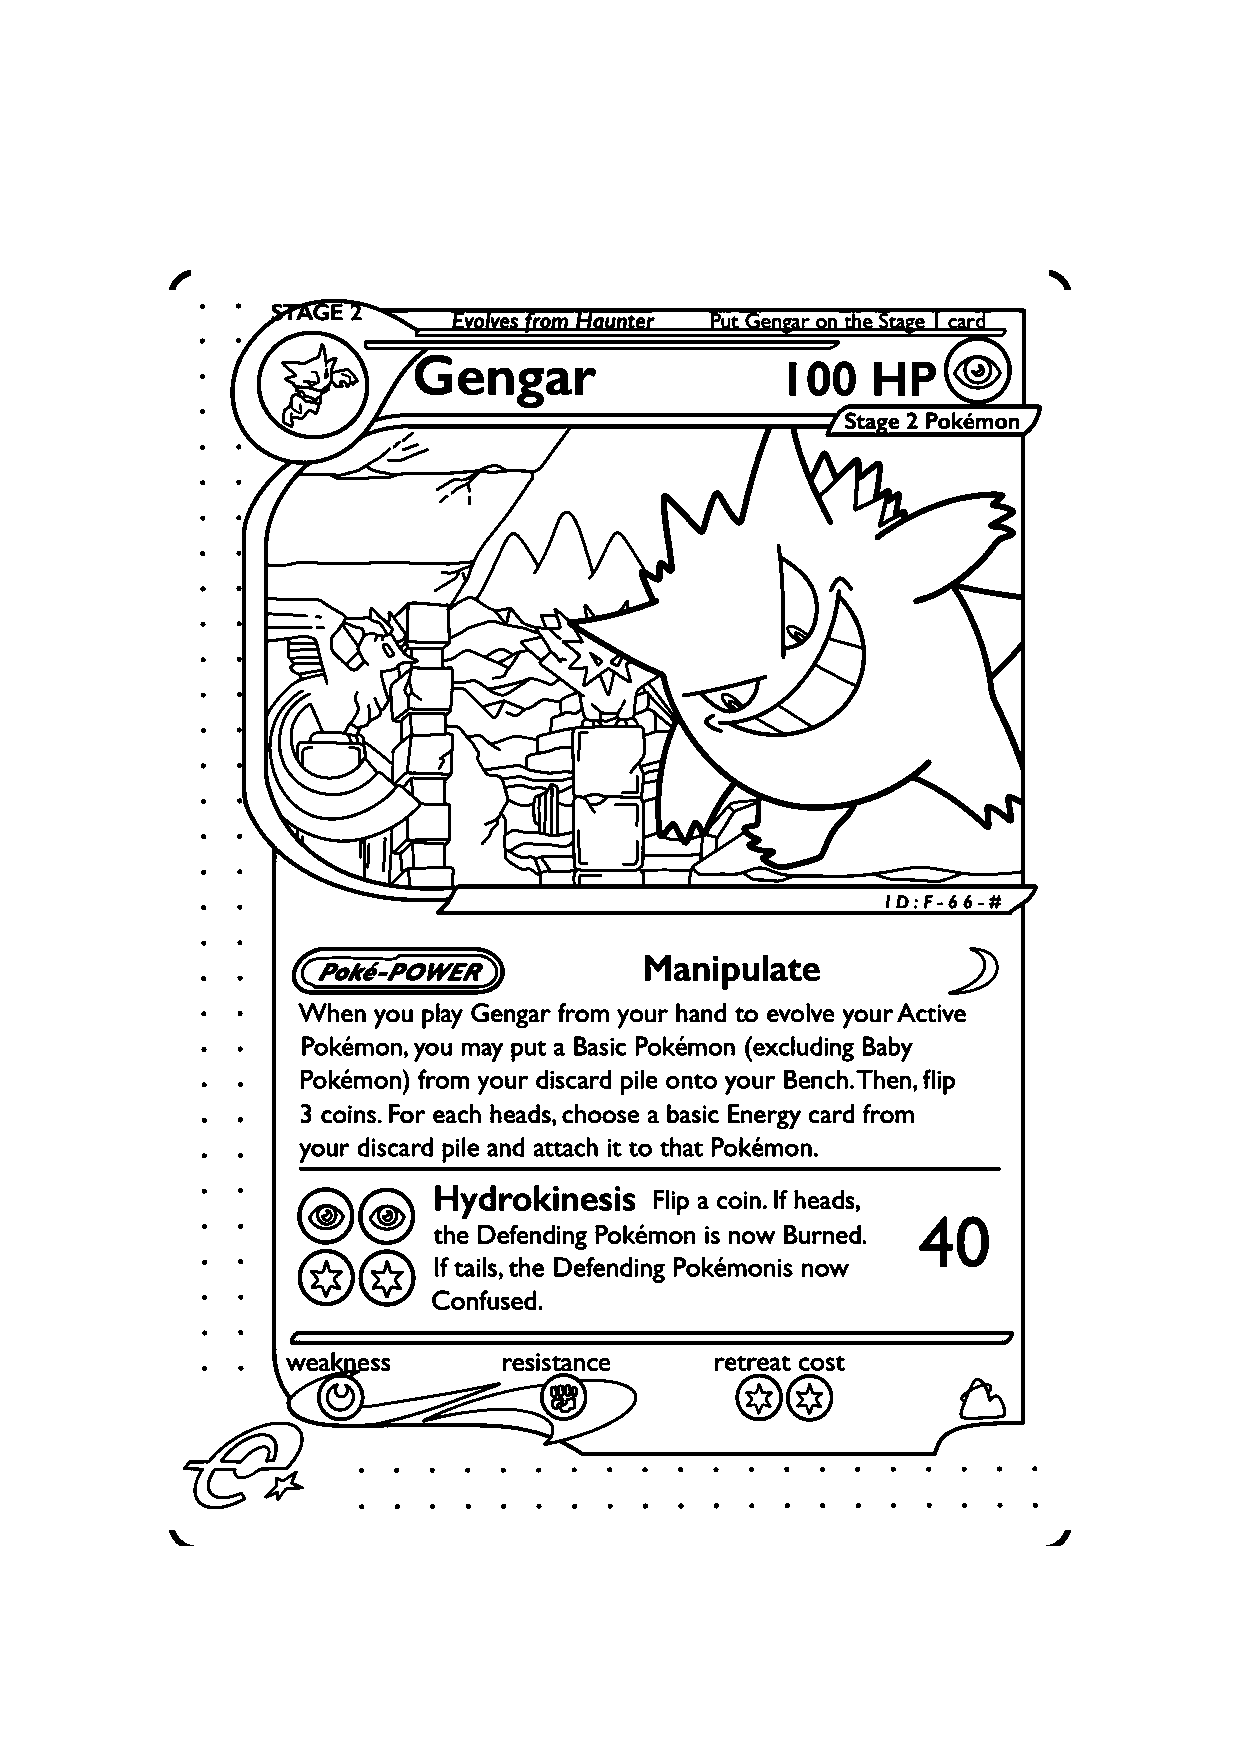 STAGE 2
Evolves from Haunter Put Gengar on the Stage 1 card
Gengar 100 HP
Stage 2 Pokémon
ID:F-66-#
Poké-POWER Manipulate
When you play Gengar from your hand to evolve your Active
Pokémon, you may put a Basic Pokémon (excluding Baby
Pokémon) from your discard pile onto your Bench. Then, flip
3 coins. For each heads, choose a basic Energy card from
your discard pile and attach it to that Pokémon.
Hydrokinesis Flip a coin. If heads,
the Defending Pokémon is now Burned.
If tails, the Defending Pokémonis now
Confused.
40
weakness resistance retreat cost
e